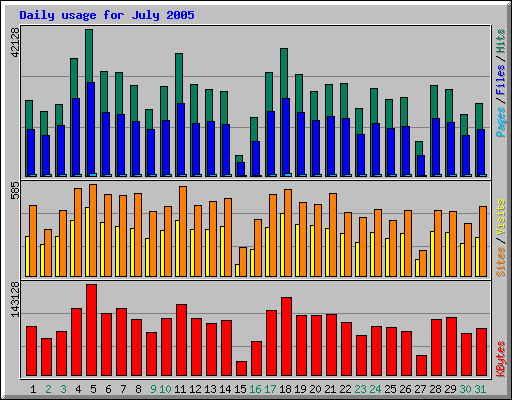 Daily usage for July 2005
42128
Pages / Files / Hits
585
Sites / Visits
143128
KBytes
1 2 3 4 5 6 7 8 9 10 11 12 13 14 15 16 17 18 19 20 21 22 23 24 25 26 27 28 29 30 31